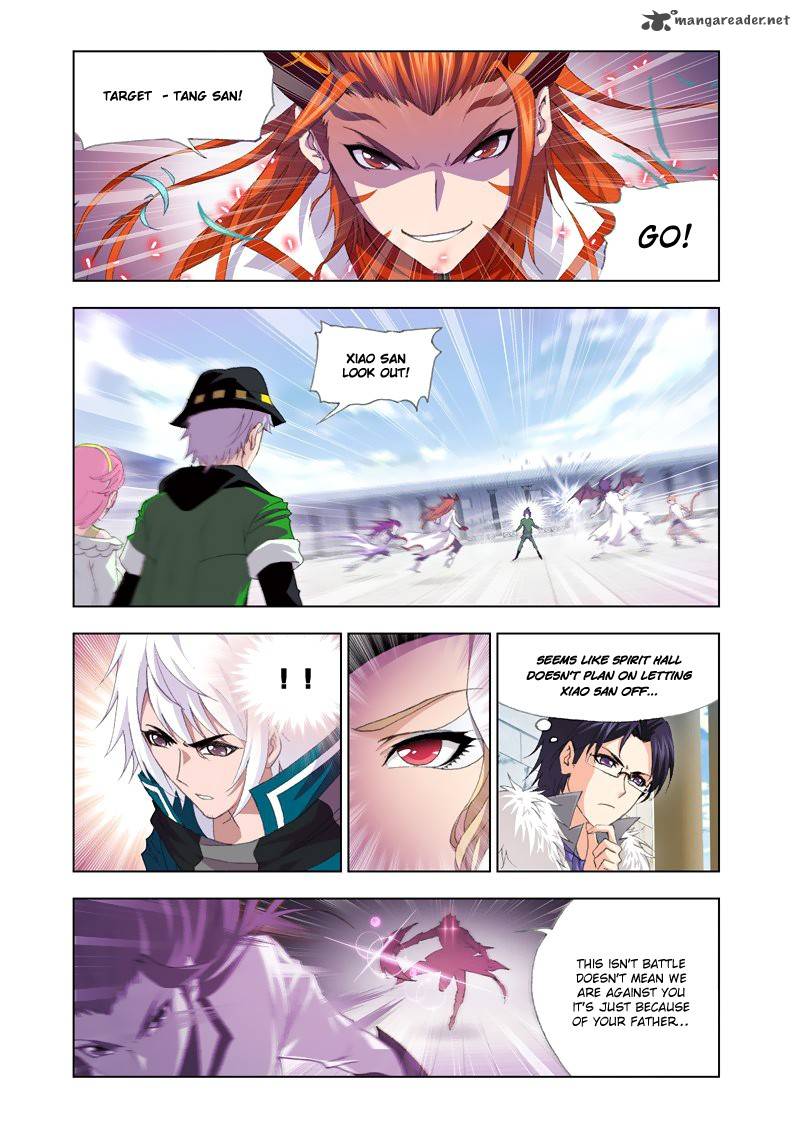 mangareader.net
TARGET - TANG SAN!
GO!
XIAO SAN
LOOK OUT!
! !
SEEMS LIKE SPIRIT HALL
DOESN'T PLAN ON LETTING
XIAO SAN OFF...
THIS ISN'T BATTLE
DOESN'T MEAN WE
ARE AGAINST YOU
IT'S JUST BECAUSE
OF YOUR FATHER...